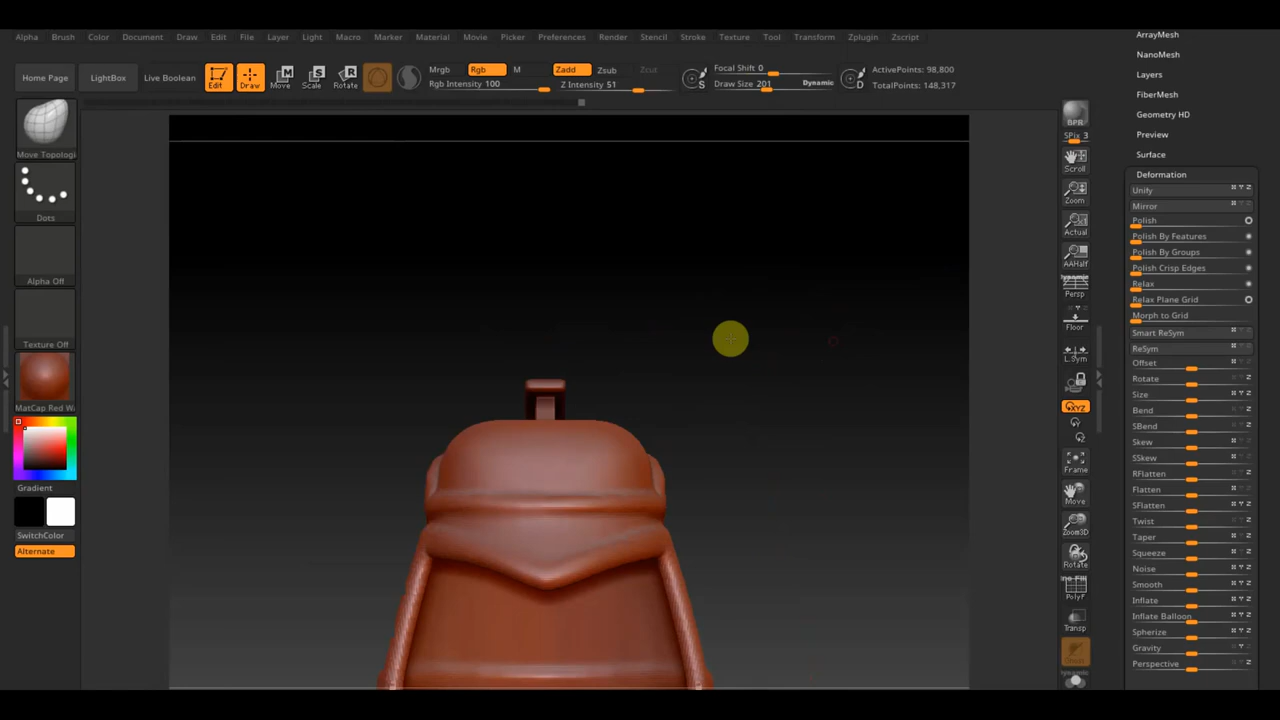 Alpha Brush Color Document Draw Edit File Layer Light Macro Marker Material Movie Picker Preferences Render Stencil Stroke Texture Tool Transform Zplugin Zscript
Home Page LightBox Live Boolean Edit Draw Move Scale Rotate
Mrgb Rgb M Zadd Zsub Zcut
Rgb Intensity 100 Z Intensity 51
Focal Shift 0
Draw Size 201 Dynamic
ActivePoints: 98,800
TotalPoints: 148,317
S
D
Move Topologi
Dots
Alpha Off
Texture Off
MatCap Red W
Gradient
SwitchColor
Alternate
BPR
SPix 3
Scroll
Zoom
Actual
AAHalf
Dynamic
Persp
Floor
L.Sym
XYZ
Y
Z
Frame
Move
Zoom3D
Rotate
PolyF
Transp
Dynamic
ArrayMesh
NanoMesh
Layers
FiberMesh
Geometry HD
Preview
Surface
Deformation
Unify
Mirror
Polish
Polish By Features
Polish By Groups
Polish Crisp Edges
Relax
Relax Plane Grid
Morph to Grid
Smart ReSym
ReSym
Offset
Rotate
Size
Bend
SBend
Skew
SSkew
RFlatten
Flatten
SFlatten
Twist
Taper
Squeeze
Noise
Smooth
Inflate
Inflate Balloon
Spherize
Gravity
Perspective